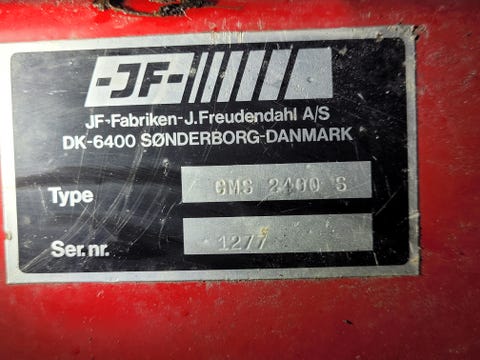 -JF-
JF-Fabriken-J.Freudendahl A/S
DK-6400 SØNDERBORG-DANMARK
Type GMS 2400 S
Ser.nr. 1277